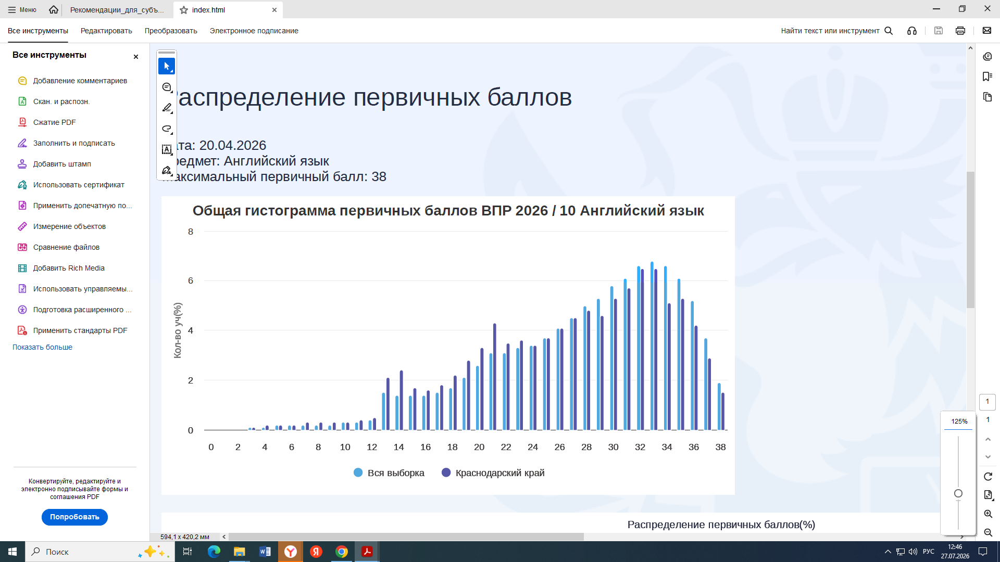 Меню
Рекомендации_для_субъ...
index.html
Все инструменты
Редактировать
Преобразовать
Электронное подписание
Найти текст или инструмент
Все инструменты
Добавление комментариев
Скан. и распозн.
Сжатие PDF
Заполнить и подписать
Добавить штамп
Использовать сертификат
Применить допечатную по...
Измерение объектов
Сравнение файлов
Добавить Rich Media
Использовать управляемы...
Подготовка расширенного ...
Применить стандарты PDF
Показать больше
Конвертируйте, редактируйте и
электронно подписывайте формы и
соглашения PDF
Попробовать
аспределение первичных баллов
ата: 20.04.2026
редмет: Английский язык
аксимальный первичный балл: 38
Общая гистограмма первичных баллов ВПР 2026 / 10 Английский язык
Кол-во уч(%)
8
6
4
2
0
0 2 4 6 8 10 12 14 16 18 20 22 24 26 28 30 32 34 36 38
Вся выборка
Краснодарский край
Распределение первичных баллов(%)
594,1 x 420,2 мм
1
1
125%
Поиск
РУС
12:46
27.07.2026